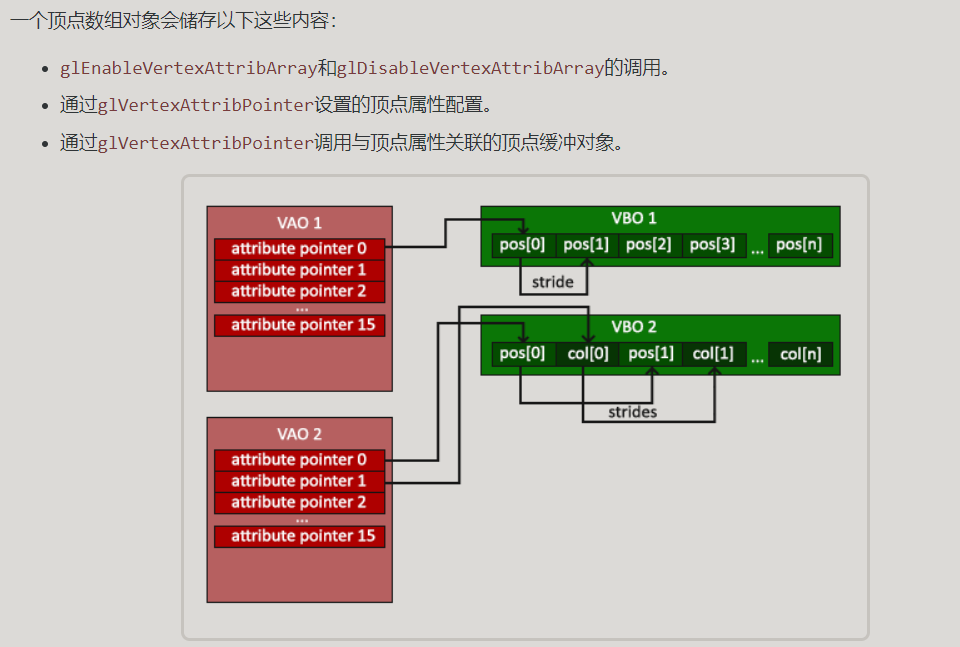 一个顶点数组对象会储存以下这些内容：
glEnableVertexAttribArray和glDisableVertexAttribArray的调用。
通过glVertexAttribPointer设置的顶点属性配置。
通过glVertexAttribPointer调用与顶点属性关联的顶点缓冲对象。
VAO 1
attribute pointer 0
attribute pointer 1
attribute pointer 2
...
attribute pointer 15
VBO 1
pos[0] pos[1] pos[2] pos[3] ... pos[n]
stride
VBO 2
pos[0] col[0] pos[1] col[1] ... col[n]
strides
VAO 2
attribute pointer 0
attribute pointer 1
attribute pointer 2
...
attribute pointer 15